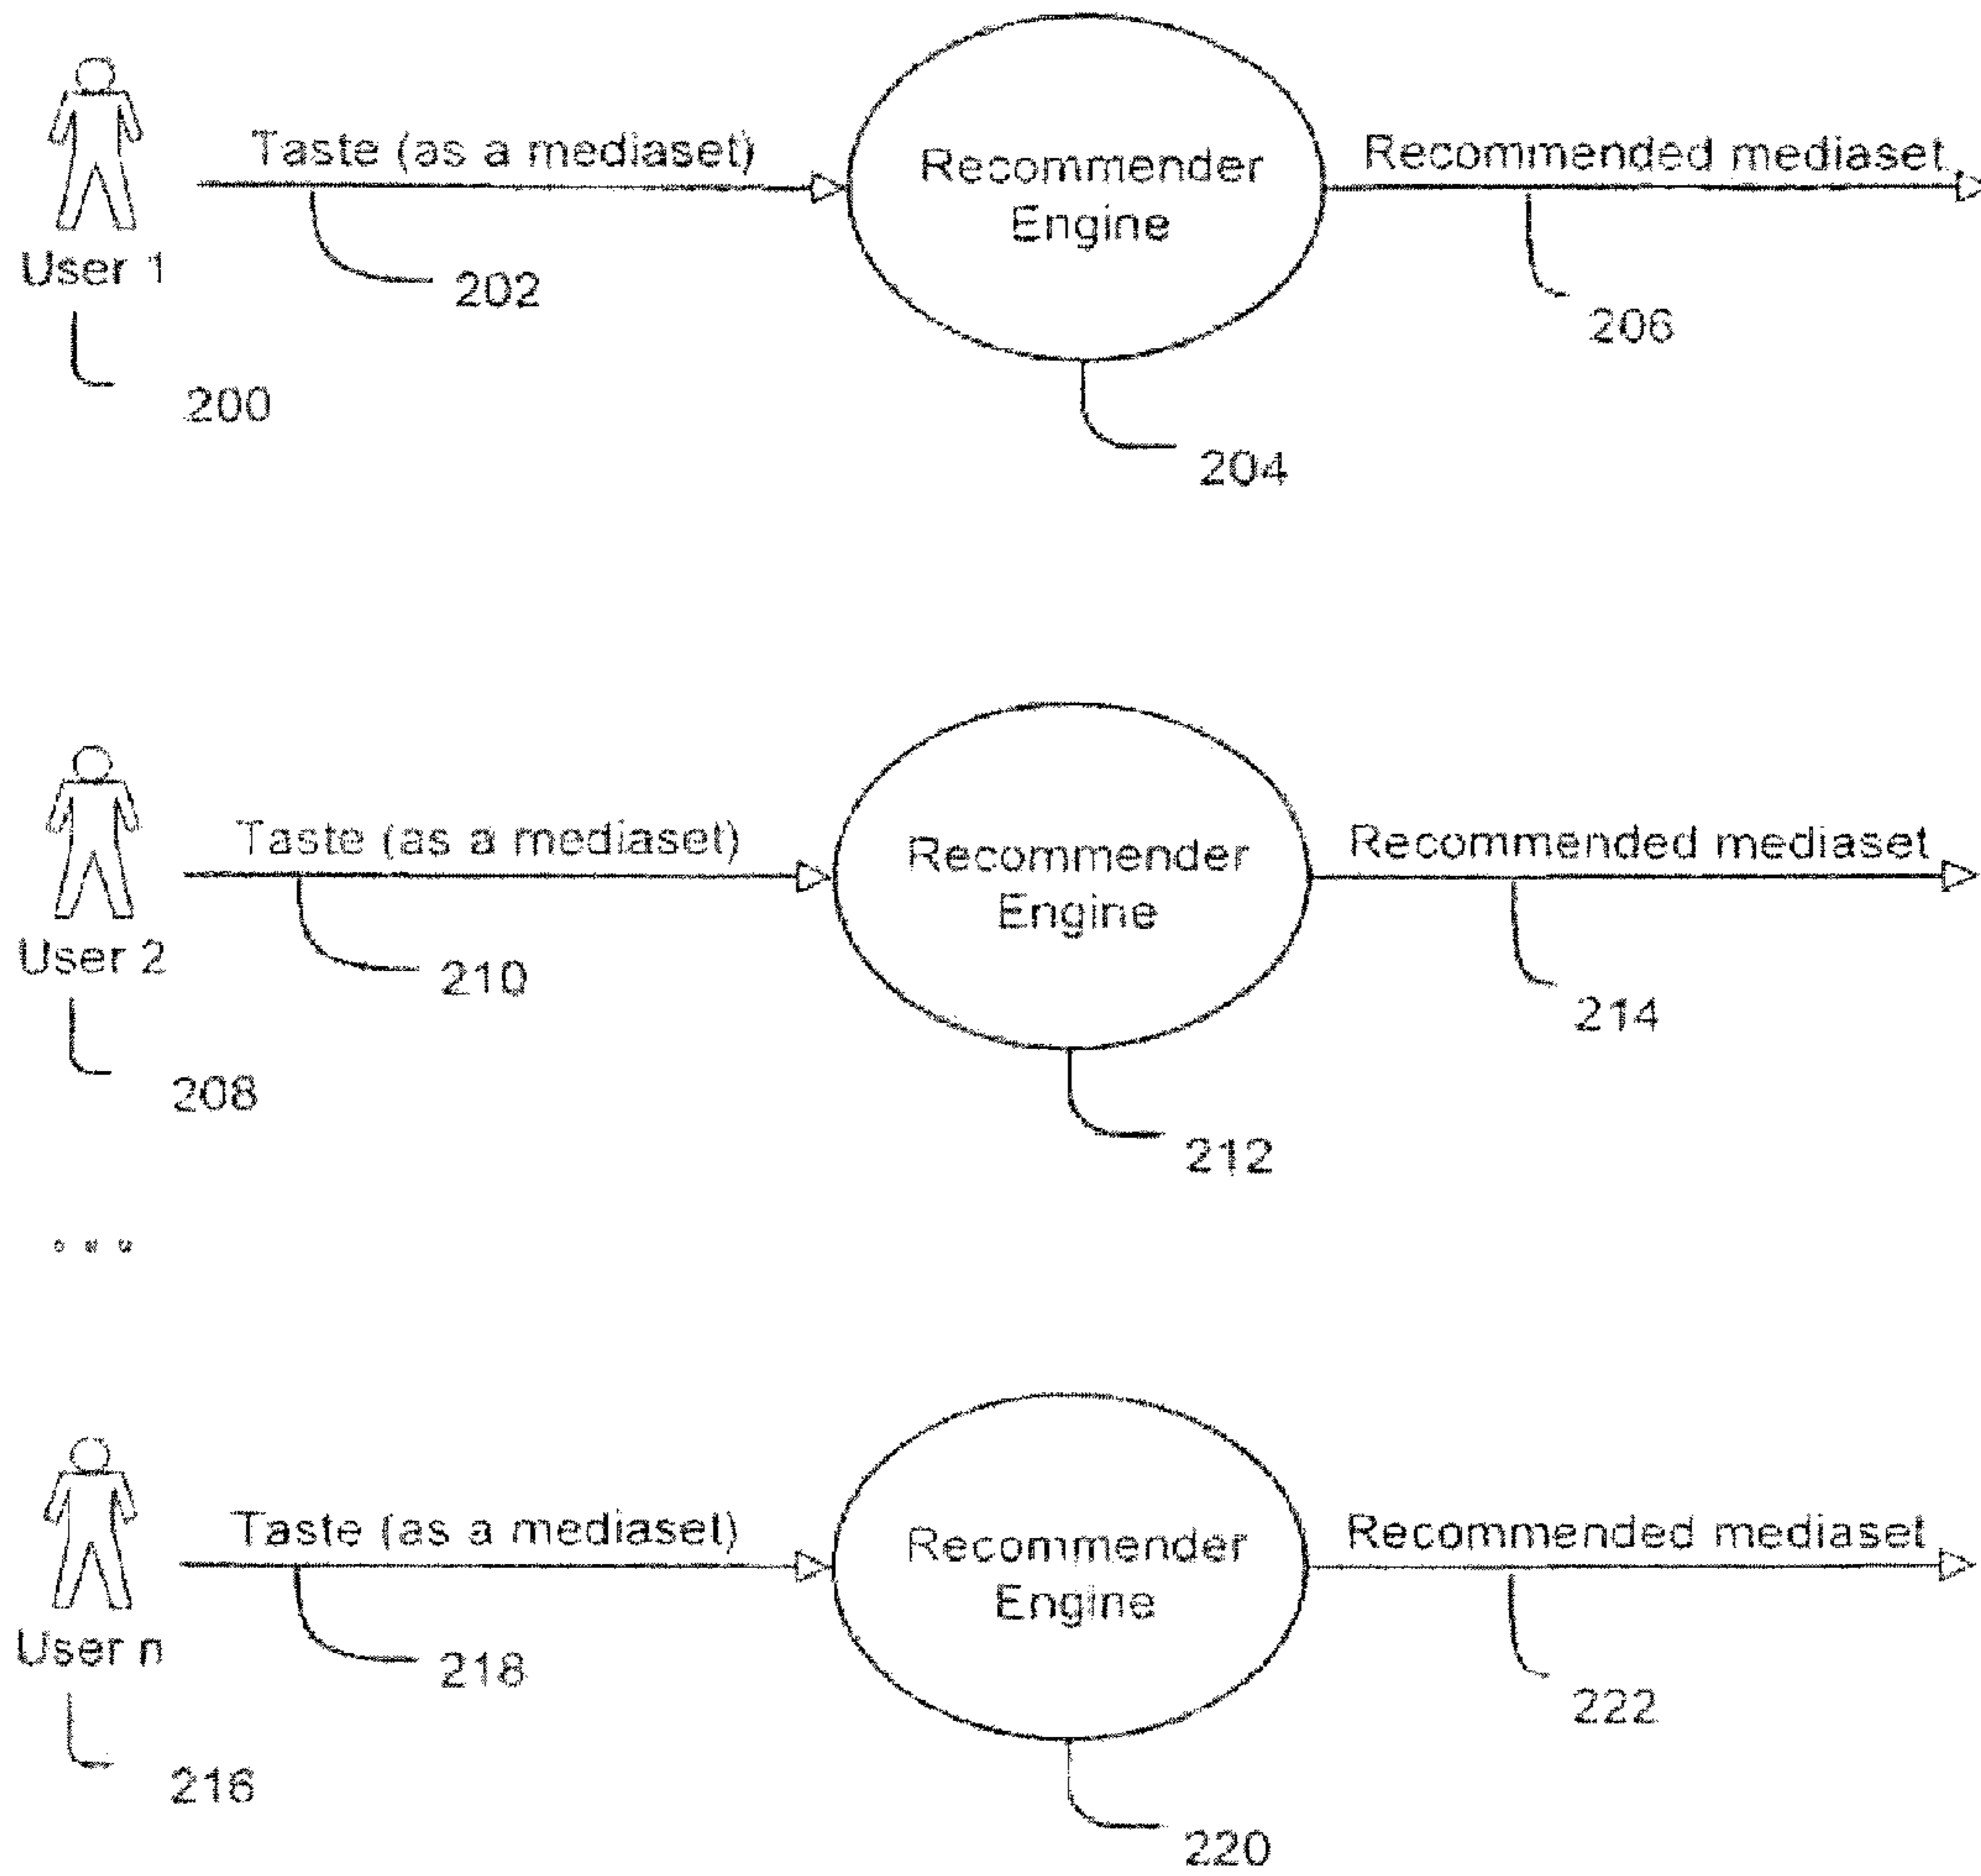 Taste (as a mediaset)
Recommender
Engine
Recommended mediaset
User 1
202
206
200
204
Taste (as a mediaset)
Recommender
Engine
Recommended mediaset
User 2
210
214
208
212
...
Taste (as a mediaset)
Recommender
Engine
Recommended mediaset
User n
218
222
216
220